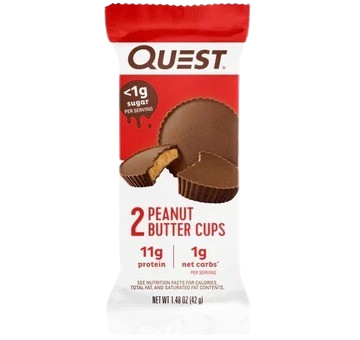 QUEST
<1g
sugar
PER SERVING
2 PEANUT
BUTTER CUPS
11g
protein
1g
net carbs*
PER SERVING
SEE NUTRITION FACTS FOR CALORIES,
TOTAL FAT, AND SATURATED FAT CONTENTS.
NET WT 1.48 OZ (42g)